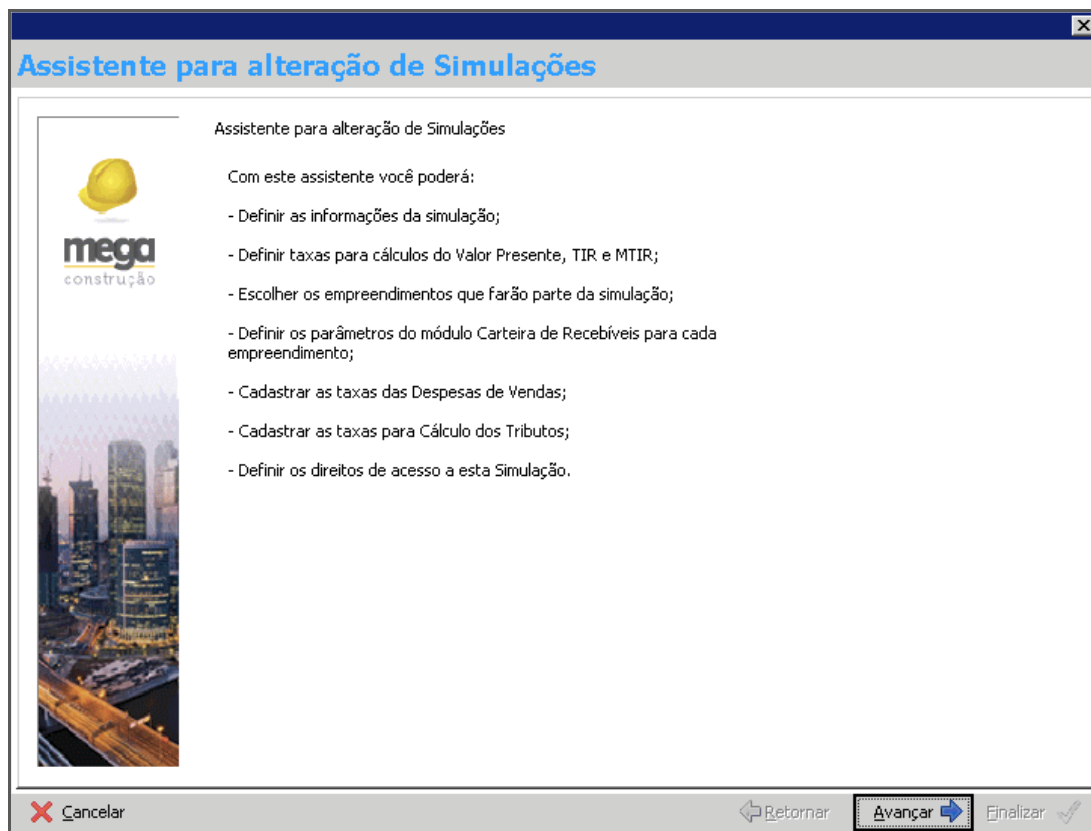 Assistente para alteração de Simulações
Assistente para alteração de Simulações
Com este assistente você poderá:
- Definir as informações da simulação;
- Definir taxas para cálculos do Valor Presente, TIR e MTIR;
- Escolher os empreendimentos que farão parte da simulação;
- Definir os parâmetros do módulo Carteira de Recebíveis para cada
empreendimento;
- Cadastrar as taxas das Despesas de Vendas;
- Cadastrar as taxas para Cálculo dos Tributos;
- Definir os direitos de acesso a esta Simulação.
mega
construção
Cancelar
Retornar
Avançar
Finalizar